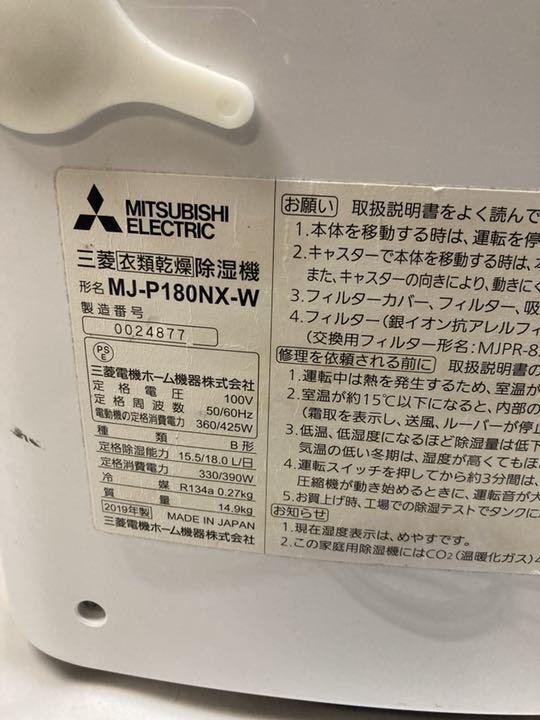 MITSUBISHI
ELECTRIC
三菱衣類乾燥除湿機
形名 MJ-P180NX-W
製造番号
0024877
PS
E
三菱電機ホーム機器株式会社
定格電圧 100V
定格周波数 50/60Hz
電動機の定格消費電力 360/425W
種類 B形
定格除湿能力 15.5/18.0L/日
定格消費電力 330/390W
冷媒 R134a 0.27kg
質量 14.9kg
2019年製 MADE IN JAPAN
三菱電機ホーム機器株式会社
お願い 取扱説明書をよく読んで
1.本体を移動する時は、運転を停
2.キャスターで本体を移動する時は、本
また、キャスターの向きにより、動きにく
3.フィルターカバー、フィルター、吸
4.フィルター(銀イオン抗アレルフィ
(交換用フィルター形名:MJPR-8
修理を依頼される前に 取扱説明書の
1.運転中は熱を発生するため、室温が
2.室温が約15℃以下になると、内部の
(霜取を表示し、送風、ルーバーが停止
3.低温、低湿度になるほど除湿量は低下
気温の低い冬期は、湿度が高くてもほ
4.運転スイッチを押してから約3分間は、
圧縮機が動き始めるときに、運転音が大
5.お買上げ時、工場での除湿テストでタンクに
お知らせ
1.現在湿度表示は、めやすです。
2.この家庭用除湿機にはCO2(温暖化ガス)4